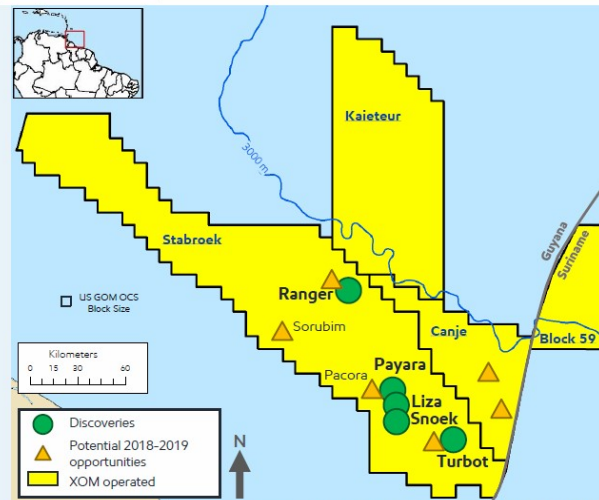 Kaieteur
3000 m
Stabroek
Guyana
Suriname
US GOM OCS
Block Size
Ranger
Sorubim
Canje
Block 59
Kilometers
0 15 30 60
Payara
Pacora
Liza
Snoek
Turbot
Discoveries
Potential 2018-2019
opportunities
XOM operated
N